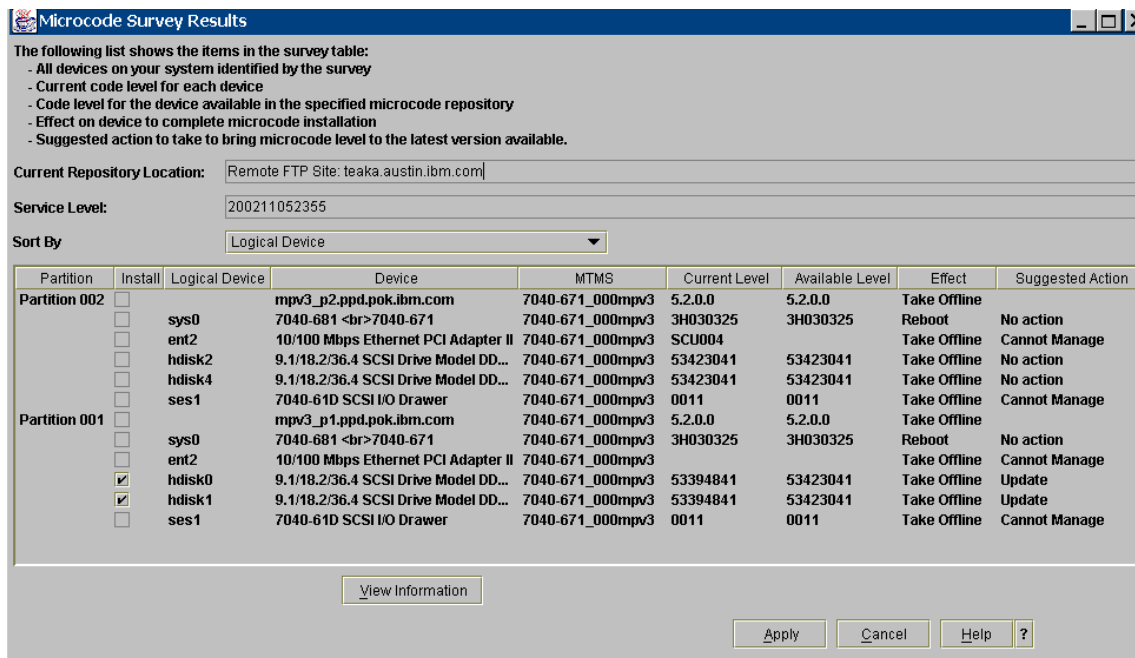 Microcode Survey Results
The following list shows the items in the survey table:
- All devices on your system identified by the survey
- Current code level for each device
- Code level for the device available in the specified microcode repository
- Effect on device to complete microcode installation
- Suggested action to take to bring microcode level to the latest version available.
Current Repository Location: Remote FTP Site: teaka.austin.ibm.com
Service Level: 200211052355
Sort By Logical Device
Partition Install Logical Device Device MTMS Current Level Available Level Effect Suggested Action
Partition 002 mpv3_p2.ppd.pok.ibm.com 7040-671_000mpv3 5.2.0.0 5.2.0.0 Take Offline
sys0 7040-681 <br>7040-671 7040-671_000mpv3 3H030325 3H030325 Reboot No action
ent2 10/100 Mbps Ethernet PCI Adapter II 7040-671_000mpv3 SCU004 Take Offline Cannot Manage
hdisk2 9.1/18.2/36.4 SCSI Drive Model DD... 7040-671_000mpv3 53423041 53423041 Take Offline No action
hdisk4 9.1/18.2/36.4 SCSI Drive Model DD... 7040-671_000mpv3 53423041 53423041 Take Offline No action
ses1 7040-61D SCSI I/O Drawer 7040-671_000mpv3 0011 0011 Take Offline Cannot Manage
Partition 001 mpv3_p1.ppd.pok.ibm.com 7040-671_000mpv3 5.2.0.0 5.2.0.0 Take Offline
sys0 7040-681 <br>7040-671 7040-671_000mpv3 3H030325 3H030325 Reboot No action
ent2 10/100 Mbps Ethernet PCI Adapter II 7040-671_000mpv3 Take Offline Cannot Manage
hdisk0 9.1/18.2/36.4 SCSI Drive Model DD... 7040-671_000mpv3 53394841 53423041 Take Offline Update
hdisk1 9.1/18.2/36.4 SCSI Drive Model DD... 7040-671_000mpv3 53394841 53423041 Take Offline Update
ses1 7040-61D SCSI I/O Drawer 7040-671_000mpv3 0011 0011 Take Offline Cannot Manage
View Information
Apply Cancel Help ?